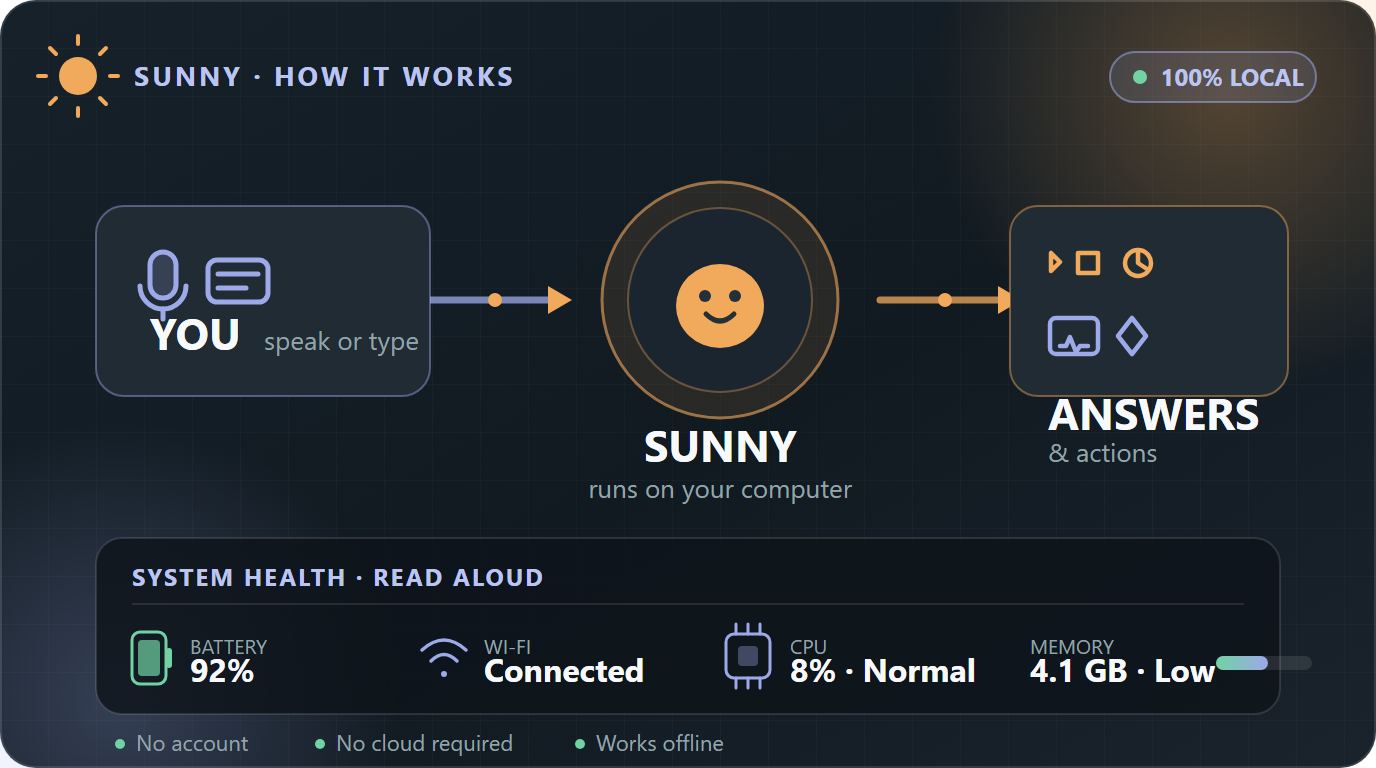 SUNNY · HOW IT WORKS
100% LOCAL
YOU speak or type
SUNNY
runs on your computer
ANSWERS
& actions
SYSTEM HEALTH · READ ALOUD
BATTERY
92%
WI-FI
Connected
CPU
8% · Normal
MEMORY
4.1 GB · Low
No account
No cloud required
Works offline